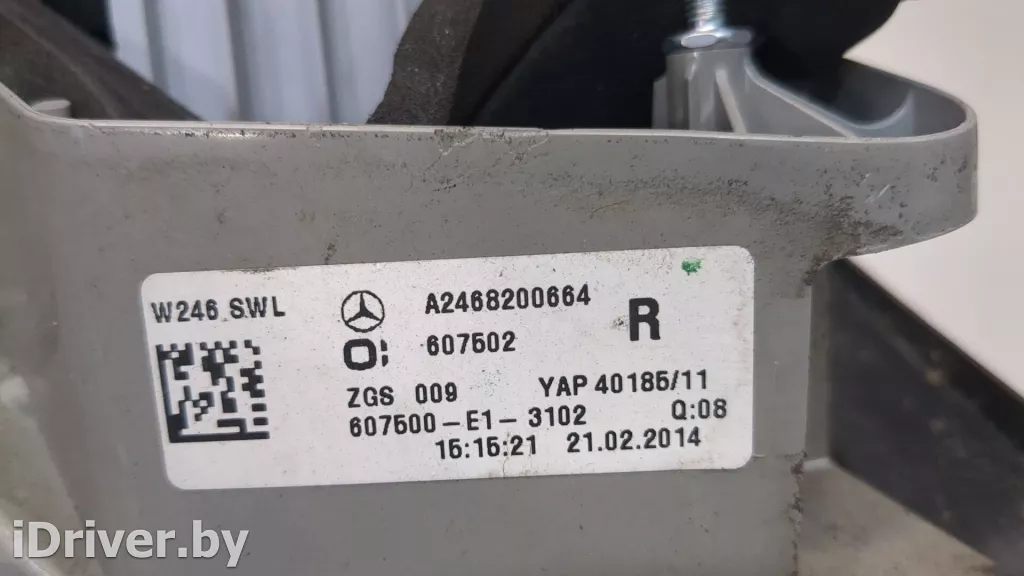 W246 SWL
A2468200664
607502
R
ZGS 009 YAP 40185/11
607500-E1-3102 Q:08
15:15:21 21.02.2014
iDriver.by